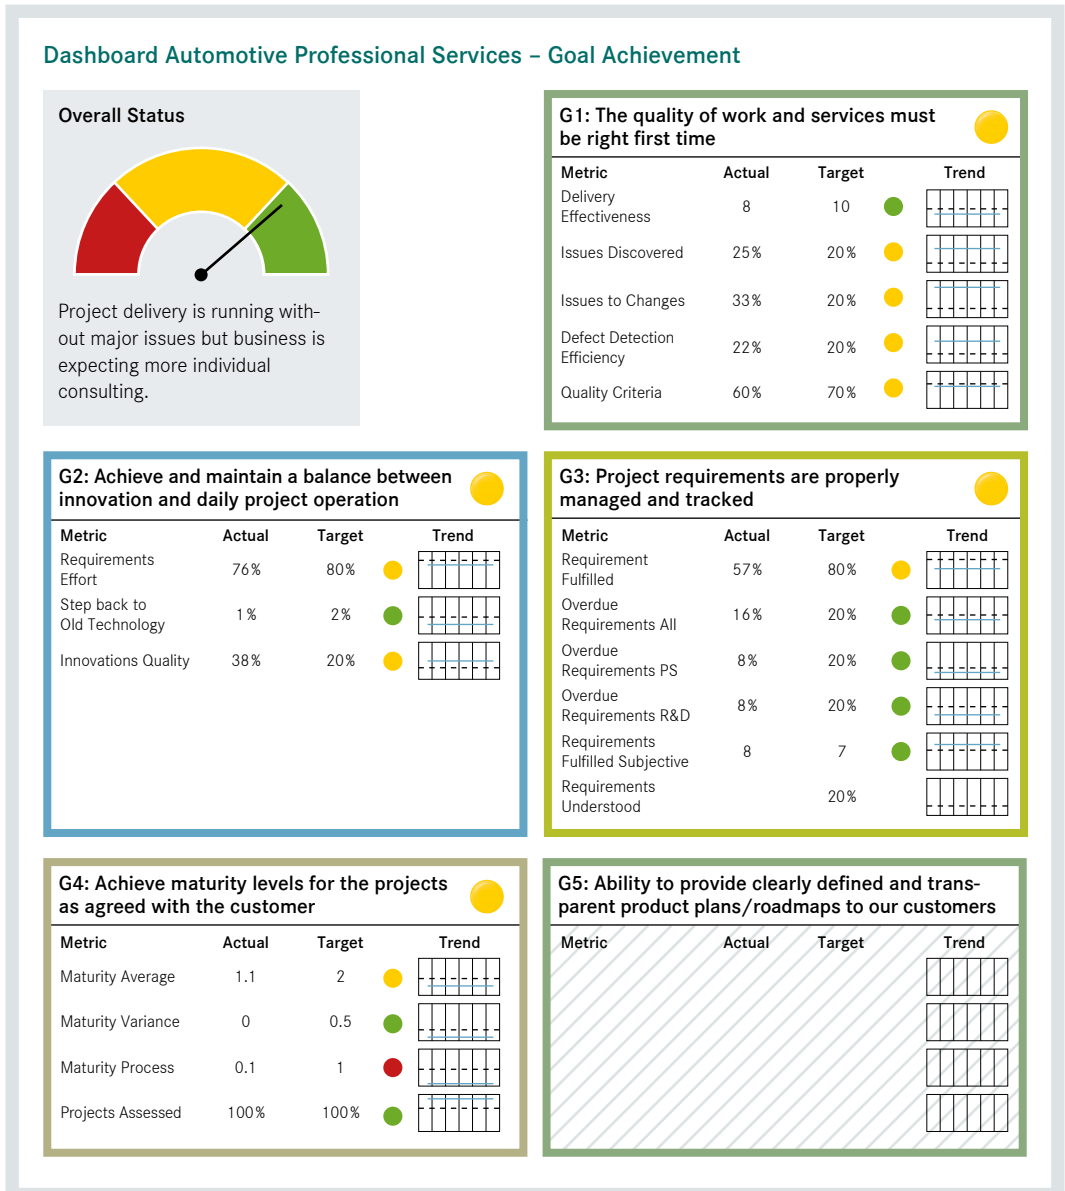 Dashboard Automotive Professional Services – Goal Achievement
Overall Status
Project delivery is running with-
out major issues but business is
expecting more individual
consulting.
G1: The quality of work and services must
be right first time
Metric Actual Target Trend
Delivery
Effectiveness 8 10
Issues Discovered 25% 20%
Issues to Changes 33% 20%
Defect Detection
Efficiency 22% 20%
Quality Criteria 60% 70%
G2: Achieve and maintain a balance between
innovation and daily project operation
Metric Actual Target Trend
Requirements
Effort 76% 80%
Step back to
Old Technology 1% 2%
Innovations Quality 38% 20%
G3: Project requirements are properly
managed and tracked
Metric Actual Target Trend
Requirement
Fulfilled 57% 80%
Overdue
Requirements All 16% 20%
Overdue
Requirements PS 8% 20%
Overdue
Requirements R&D 8% 20%
Requirements
Fulfilled Subjective 8 7
Requirements
Understood 20%
G4: Achieve maturity levels for the projects
as agreed with the customer
Metric Actual Target Trend
Maturity Average 1.1 2
Maturity Variance 0 0.5
Maturity Process 0.1 1
Projects Assessed 100% 100%
G5: Ability to provide clearly defined and trans-
parent product plans/roadmaps to our customers
Metric Actual Target Trend